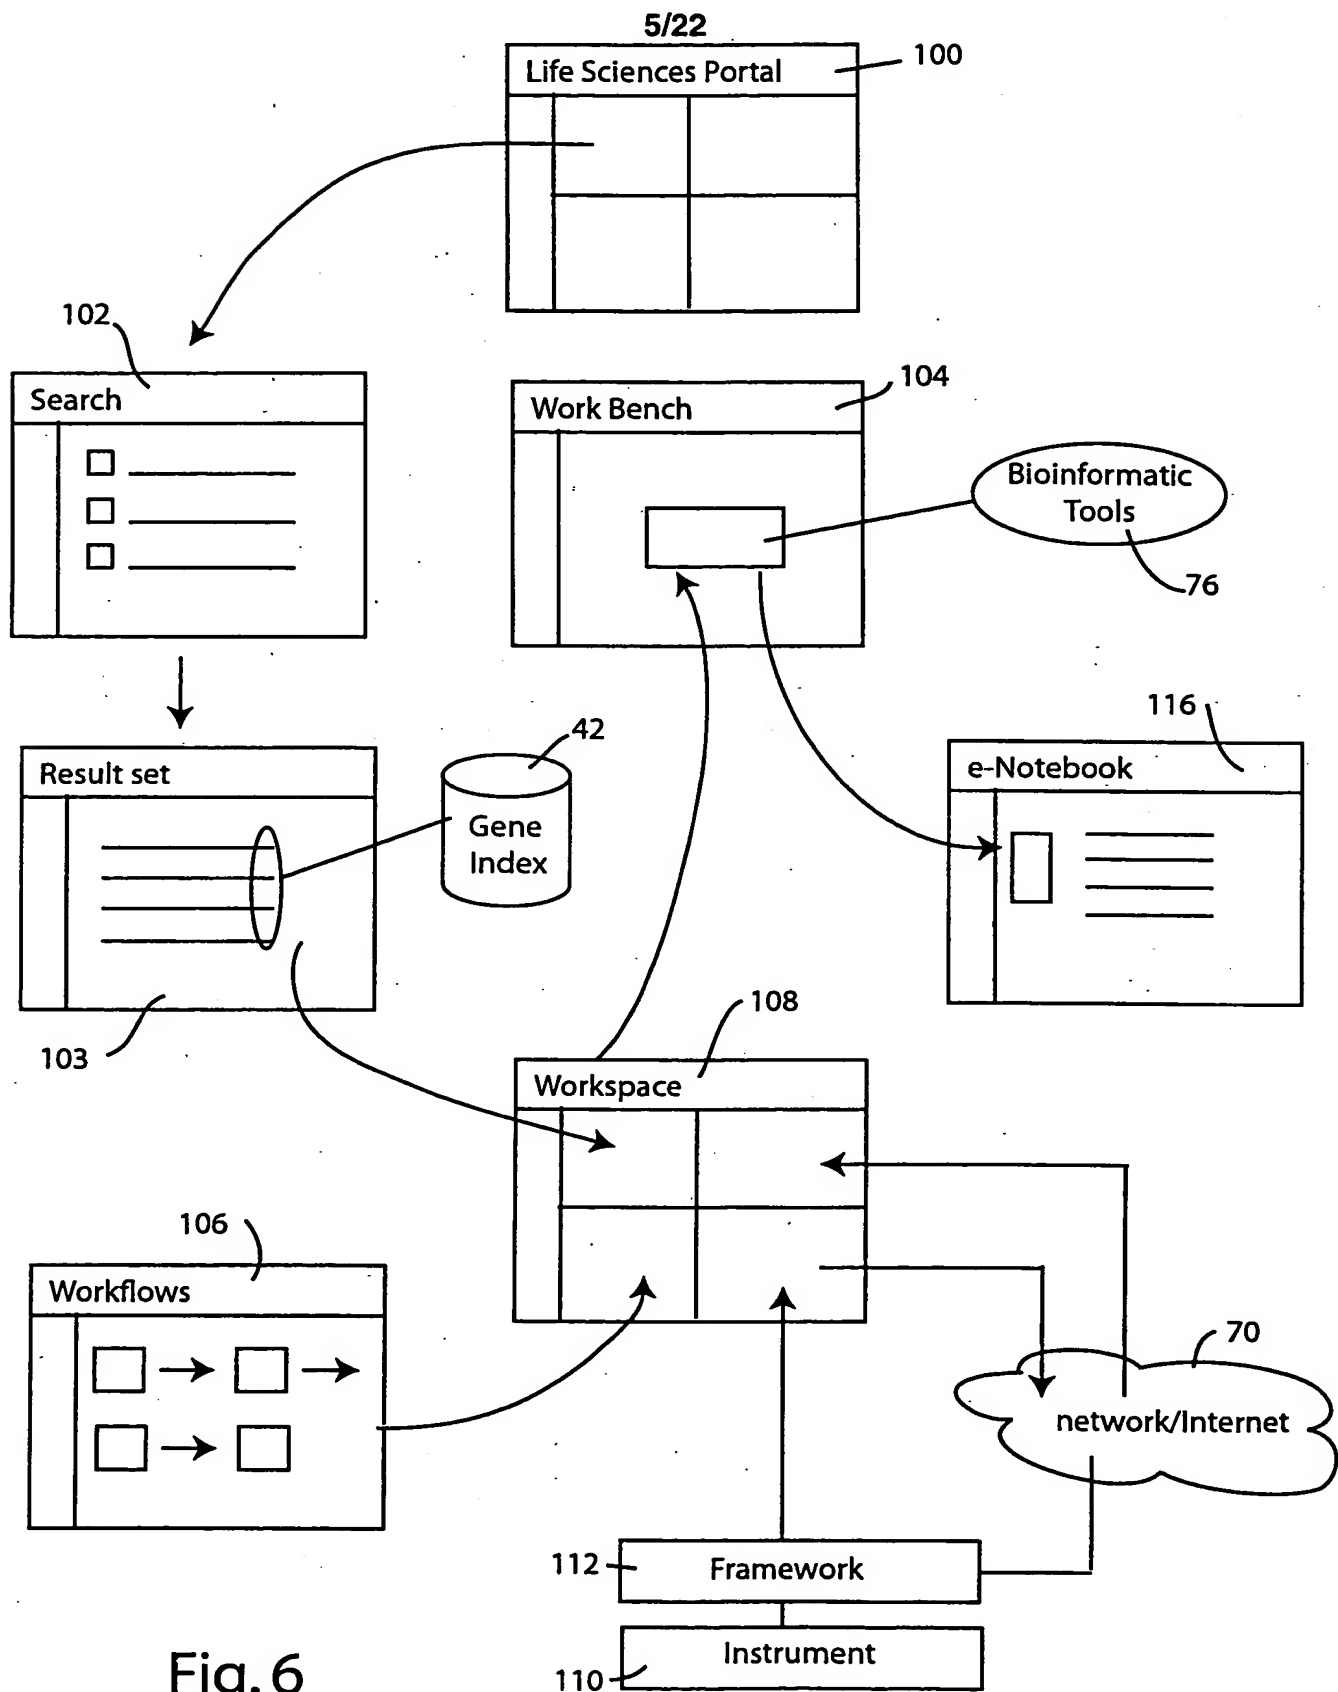 5/22
Life Sciences Portal
100
102
Search
Work Bench
104
Bioinformatic
Tools
76
Result set
42
Gene
Index
116
e-Notebook
103
108
Workspace
106
Workflows
70
network/Internet
112
Framework
Instrument
110
Fig. 6